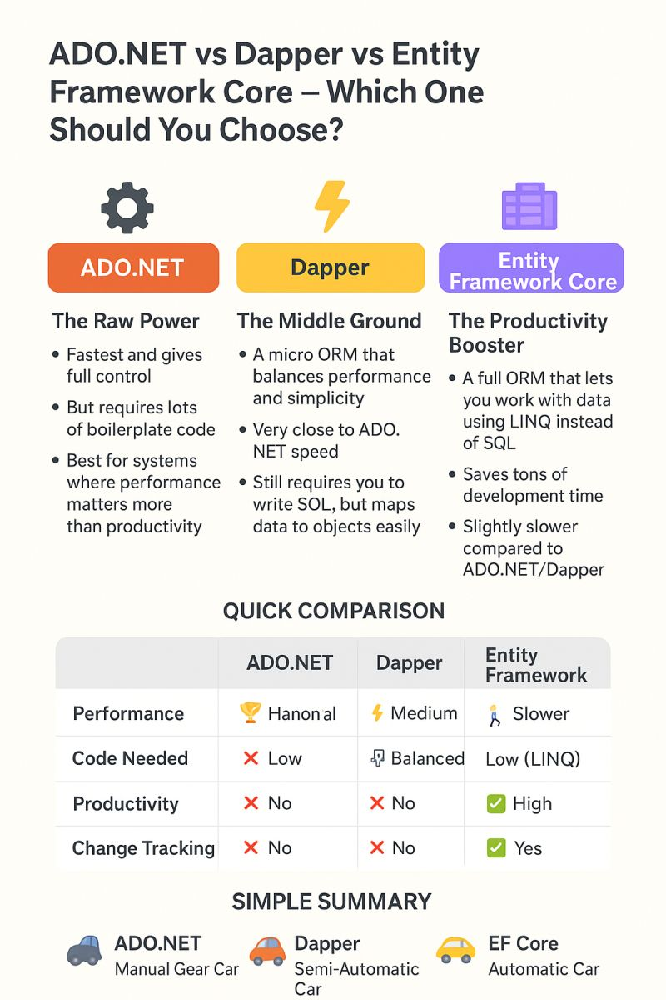 ADO.NET vs Dapper vs Entity
Framework Core – Which One
Should You Choose?
ADO.NET
Dapper
Entity
Framework Core
The Raw Power
• Fastest and gives
full control
• But requires lots
of boilerplate code
• Best for systems
where performance
matters more
than productivity
The Middle Ground
• A micro ORM that
balances performance
and simplicity
• Very close to ADO.
NET speed
• Still requires you to
write SOL, but maps
data to objects easily
The Productivity
Booster
• A full ORM that lets
you work with data
using LINQ instead
of SQL
• Saves tons of
development time
• Slightly slower
compared to
ADO.NET/Dapper
QUICK COMPARISON
ADO.NET Dapper Entity
Framework
Performance 🏆 Hanonal ⚡ Medium 🚶 Slower
Code Needed ❌ Low Balanced Low (LINQ)
Productivity ❌ No ❌ No ✅ High
Change Tracking ❌ No ❌ No ✅ Yes
SIMPLE SUMMARY
ADO.NET
Manual Gear Car
Dapper
Semi-Automatic
Car
EF Core
Automatic Car